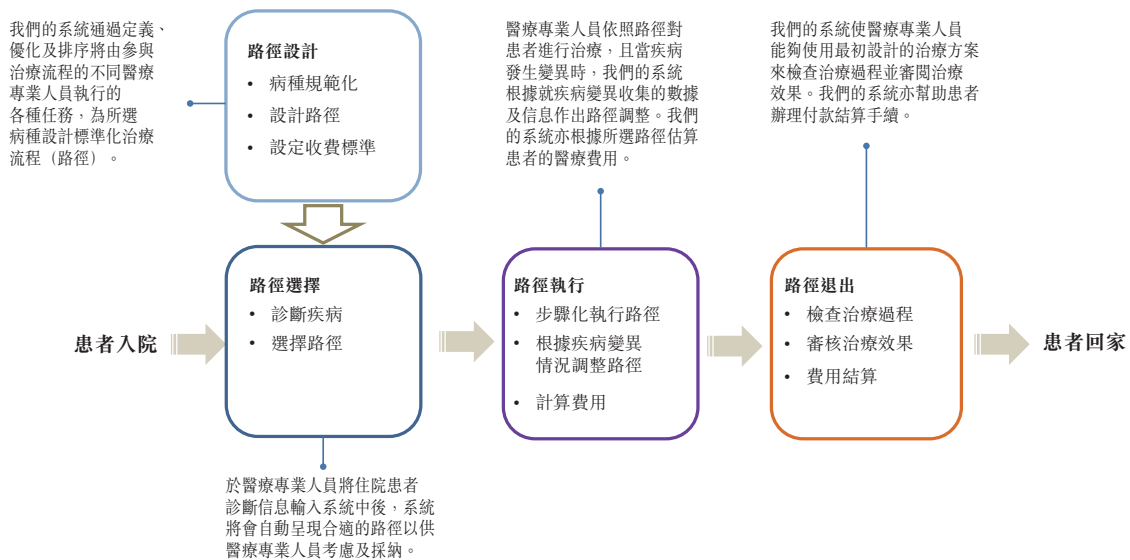 我們的系統通過定義、
優化及排序將由參與
治療流程的不同醫療
專業人員執行的
各種任務，為所選
病種設計標準化治療
流程（路徑）。
路徑設計
• 病種規範化
• 設計路徑
• 設定收費標準
醫療專業人員依照路徑對
患者進行治療，且當疾病
發生變異時，我們的系統
根據就疾病變異收集的數據
及信息作出路徑調整。我們
的系統亦根據所選路徑估算
患者的醫療費用。
我們的系統使醫療專業人員
能夠使用最初設計的治療方案
來檢查治療過程並審閱治療
效果。我們的系統亦幫助患者
辦理付款結算手續。
患者入院
路徑選擇
• 診斷疾病
• 選擇路徑
路徑執行
• 步驟化執行路徑
• 根據疾病變異
情況調整路徑
• 計算費用
路徑退出
• 檢查治療過程
• 審核治療效果
• 費用結算
患者回家
於醫療專業人員將住院患者
診斷信息輸入系統中後，系統
將會自動呈現合適的路徑以供
醫療專業人員考慮及採納。